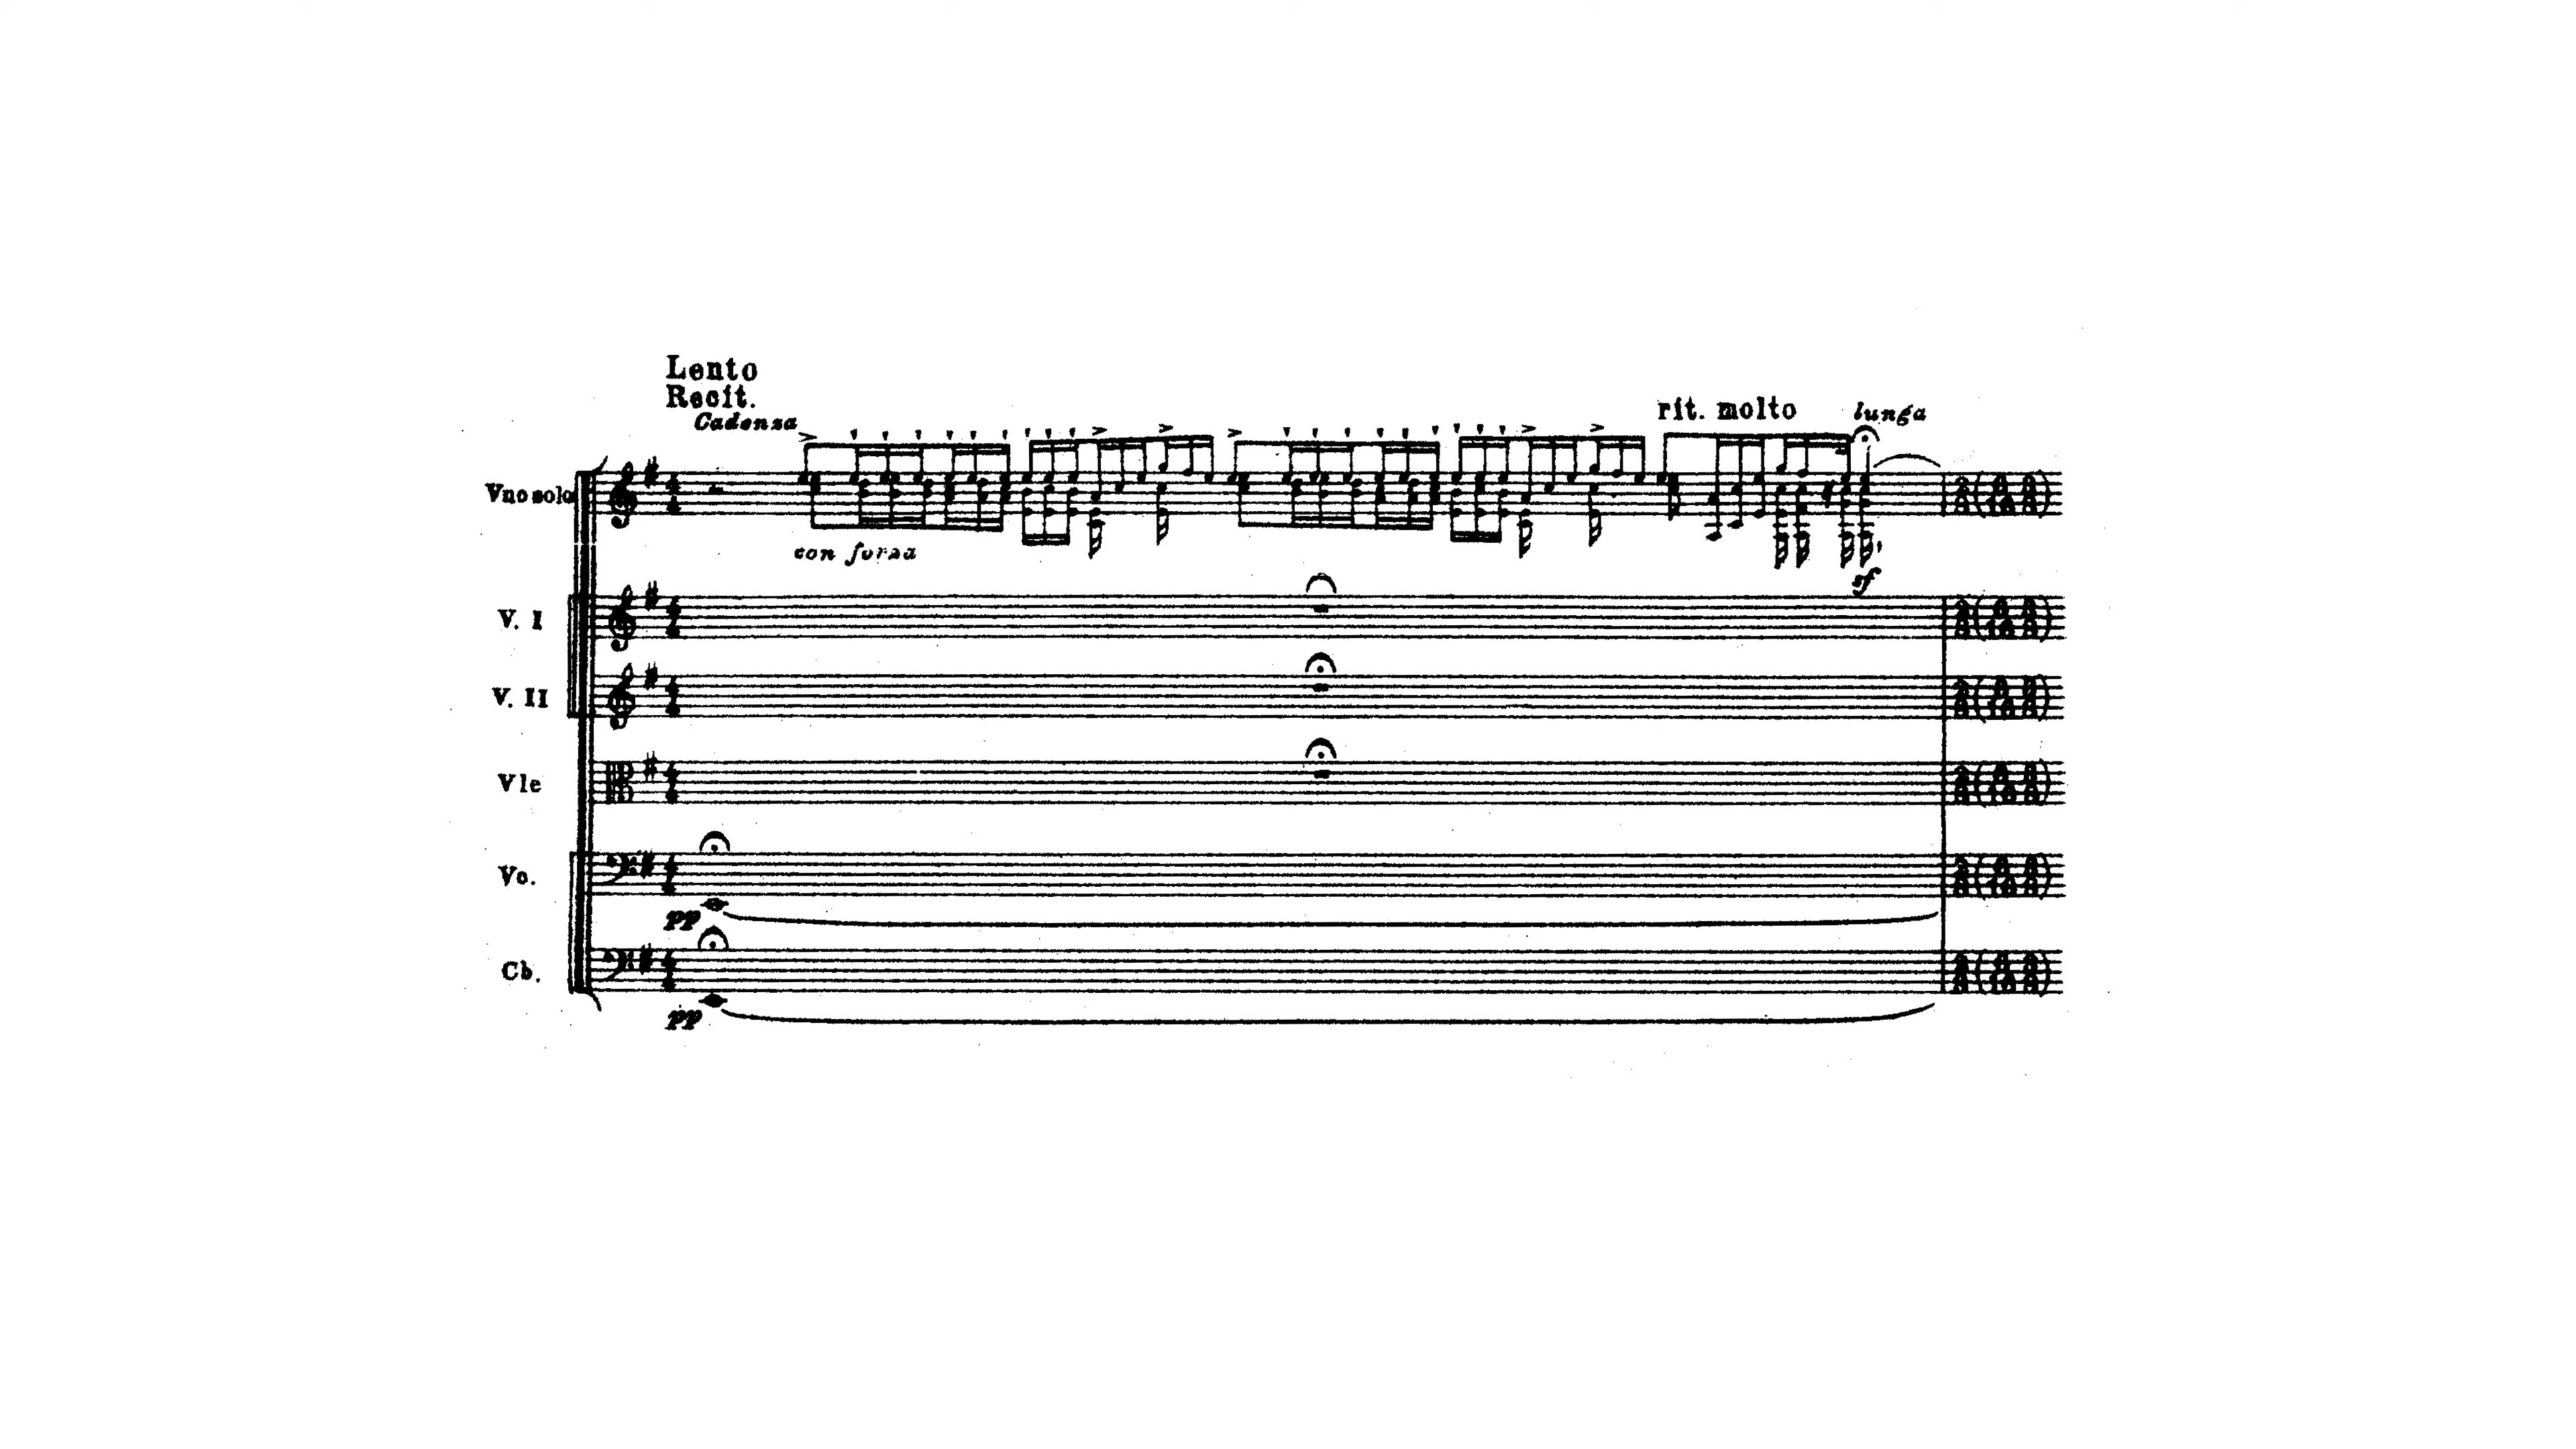 Lento
Recit.
Cadenza
rit. molto
lunga
Vno solo
con forza
sf
V. I
V. II
Vle
Vc.
pp
Cb.
pp